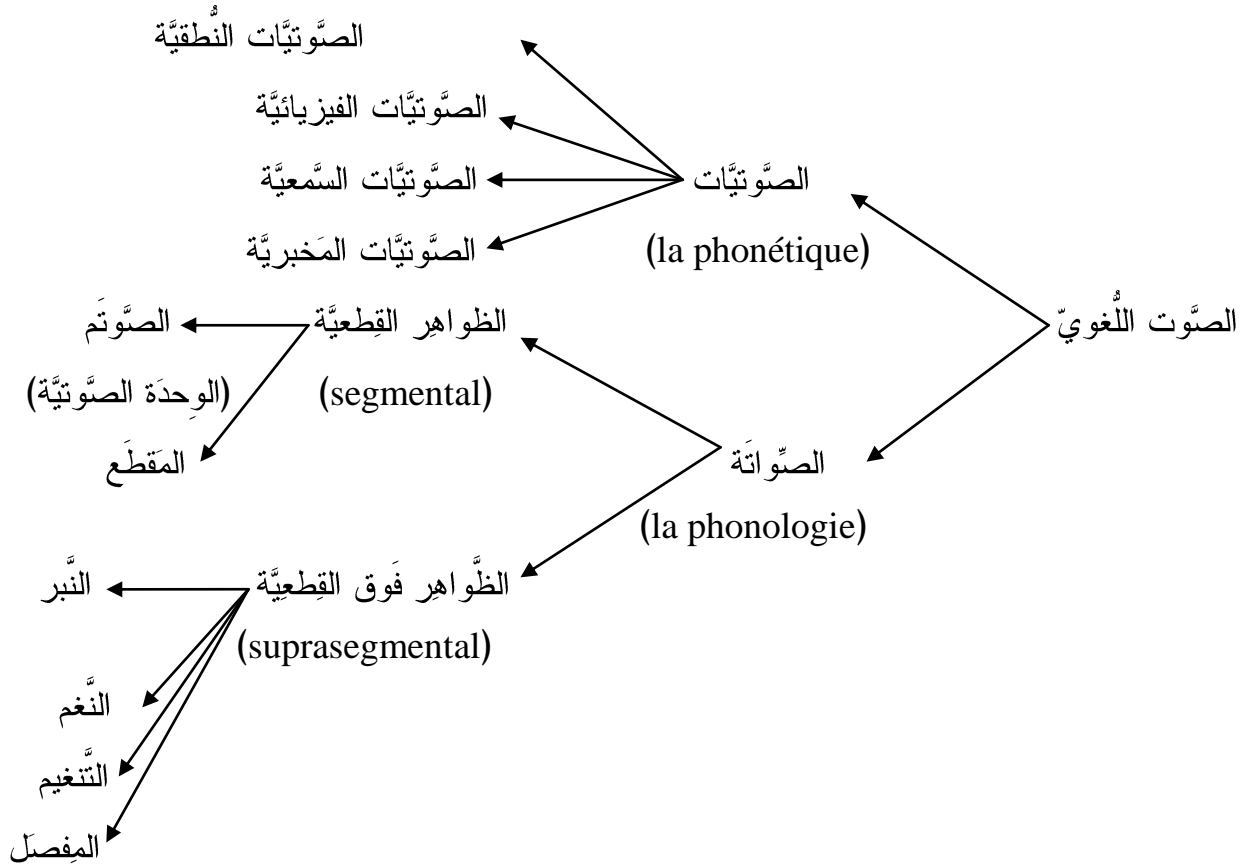 الصَّوتيَّات النُّطقيَّة
الصَّوتيَّات الفيزيائيَّة
الصَّوتيَّات
الصَّوتيَّات السَّمعيَّة
(la phonétique)
الصَّوتيَّات المَخبريَّة
الصَّوت اللُّغويّ
الظواهِر القِطعيَّة
الصَّوتَم
(segmental)
(الوِحدَة الصَّوتيَّة)
الصِّواتَة
المَقطَع
(la phonologie)
الظَّواهِر فَوق القِطعِيَّة
النَّبر
(suprasegmental)
النَّغم
التَّنغيم
المِفصَل